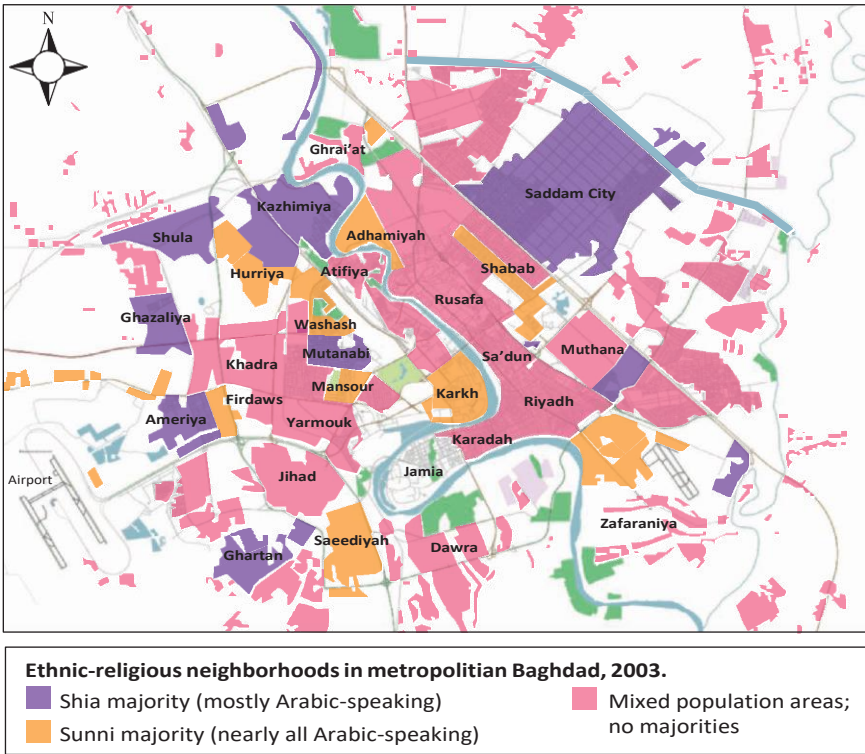 N
Ghrai'at
Saddam City
Kazhimiya
Shula
Adhamiyah
Hurriya
Atifiya
Shabab
Ghazaliya
Rusafa
Washash
Mutanabi
Sa'dun
Muthana
Khadra
Mansour
Karkh
Firdaws
Riyadh
Ameriya
Yarmouk
Karadah
Jihad
Jamia
Airport
Zafaraniya
Saeediyah
Dawra
Ghartan
Ethnic-religious neighborhoods in metropolitian Baghdad, 2003.
Shia majority (mostly Arabic-speaking)
Sunni majority (nearly all Arabic-speaking)
Mixed population areas;
no majorities